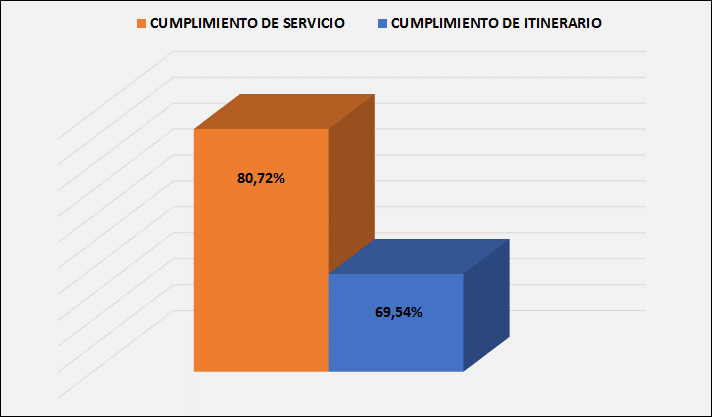 CUMPLIMIENTO DE SERVICIO
CUMPLIMIENTO DE ITINERARIO
80,72%
69,54%